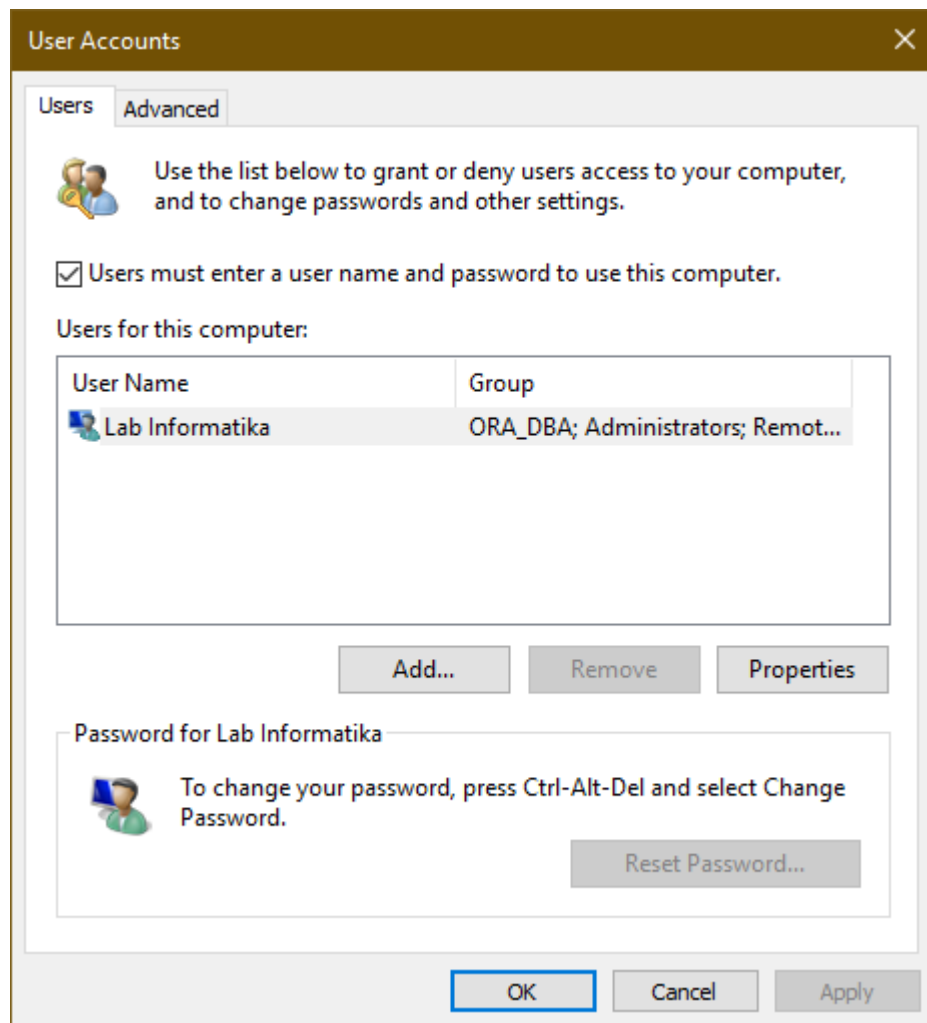 User Accounts
Users
Advanced
Use the list below to grant or deny users access to your computer,
and to change passwords and other settings.
Users must enter a user name and password to use this computer.
Users for this computer:
User Name Group
Lab Informatika ORA_DBA; Administrators; Remot...
Add... Remove Properties
Password for Lab Informatika
To change your password, press Ctrl-Alt-Del and select Change
Password.
Reset Password...
OK Cancel Apply